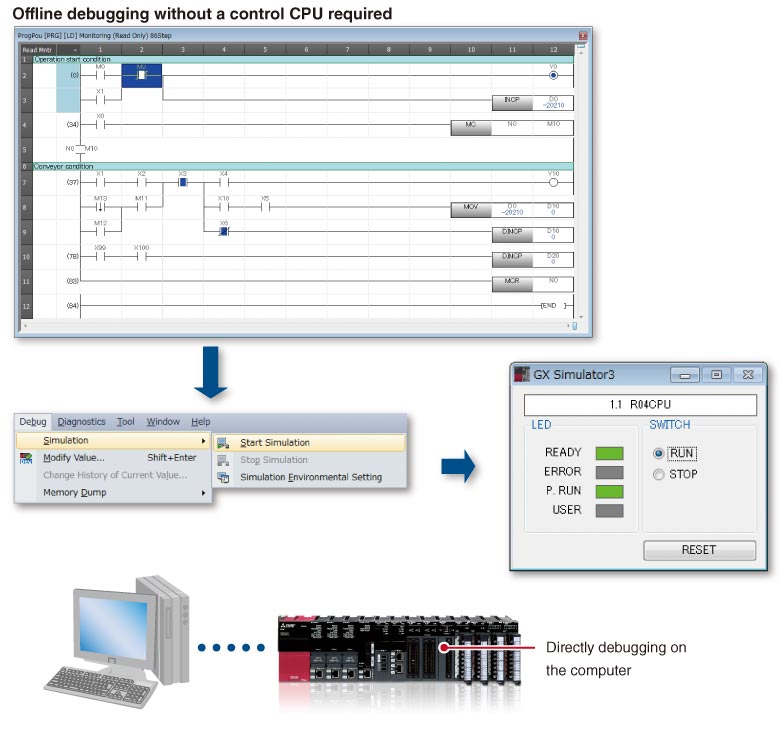 Offline debugging without a control CPU required
ProgPou [PRG] [LD] Monitoring (Read Only) 86Step
Read Mntr 1 2 3 4 5 6 7 8 9 10 11 12
1 Operation start condition
2 (0) M0 M2 Y0
3 X1 INCP D0
-20210
4 (34) X0 MC N0 M10
5 N0 M10
6 Conveyor condition
7 (37) X1 X2 X3 X4 Y10
8 M13 M11 X10 X5 MOV D0 D10
-20210 0
9 M12 X6 DINCP D10
0
10 (78) X99 X100 DINCP D20
0
11 (83) MCR N0
12 (84) END
Debug Diagnostics Tool Window Help
Simulation
Modify Value... Shift+Enter
Change History of Current Value...
Memory Dump
Start Simulation
Stop Simulation
Simulation Environmental Setting
GX Simulator3
1.1 R04CPU
LED
READY
ERROR
P. RUN
USER
SWITCH
RUN
STOP
RESET
Directly debugging on
the computer